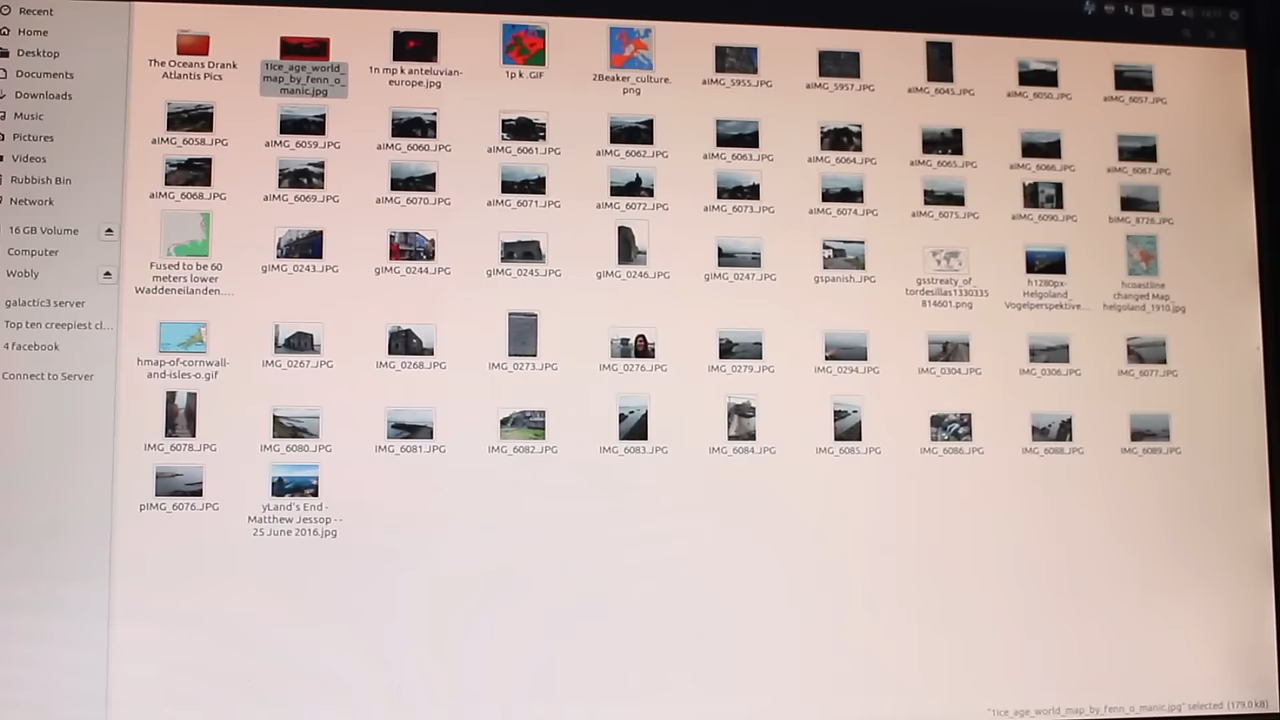 Recent
Home
Desktop
Documents
Downloads
Music
Pictures
Videos
Rubbish Bin
Network
16 GB Volume
Computer
Wobly
galactic3 server
Top ten creepiest cl...
4 facebook
Connect to Server
The Oceans Drank
Atlantis Pics
1ice_age_world_
map_by_fenn_o_
manic.jpg
1n mp k anteluvian-
europe.jpg
1p k .GIF
2Beaker_culture.
png
aIMG_5955.JPG
aIMG_5957.JPG
aIMG_6045.JPG
aIMG_6050.JPG
aIMG_6057.JPG
aIMG_6058.JPG
aIMG_6059.JPG
aIMG_6060.JPG
aIMG_6061.JPG
aIMG_6062.JPG
aIMG_6063.JPG
aIMG_6064.JPG
aIMG_6065.JPG
aIMG_6066.JPG
aIMG_6067.JPG
aIMG_6068.JPG
aIMG_6069.JPG
aIMG_6070.JPG
aIMG_6071.JPG
aIMG_6072.JPG
aIMG_6073.JPG
aIMG_6074.JPG
aIMG_6075.JPG
aIMG_6090.JPG
bIMG_8726.JPG
Fused to be 60
meters lower
Waddeneilanden....
gIMG_0243.JPG
gIMG_0244.JPG
gIMG_0245.JPG
gIMG_0246.JPG
gIMG_0247.JPG
gspanish.JPG
gsstreaty_of_
tordesillas1330335
814601.png
h1280px-
Helgoland_
Vogelperspektive...
hcoastline
changed Map_
helgoland_1910.jpg
hmap-of-cornwall-
and-isles-o.gif
IMG_0267.JPG
IMG_0268.JPG
IMG_0273.JPG
IMG_0276.JPG
IMG_0279.JPG
IMG_0294.JPG
IMG_0304.JPG
IMG_0306.JPG
IMG_6077.JPG
IMG_6078.JPG
IMG_6080.JPG
IMG_6081.JPG
IMG_6082.JPG
IMG_6083.JPG
IMG_6084.JPG
IMG_6085.JPG
IMG_6086.JPG
IMG_6088.JPG
IMG_6089.JPG
pIMG_6076.JPG
yLand's End -
Matthew Jessop --
25 June 2016.jpg
"1ice_age_world_map_by_fenn_o_manic.jpg" selected (179.0 kB)